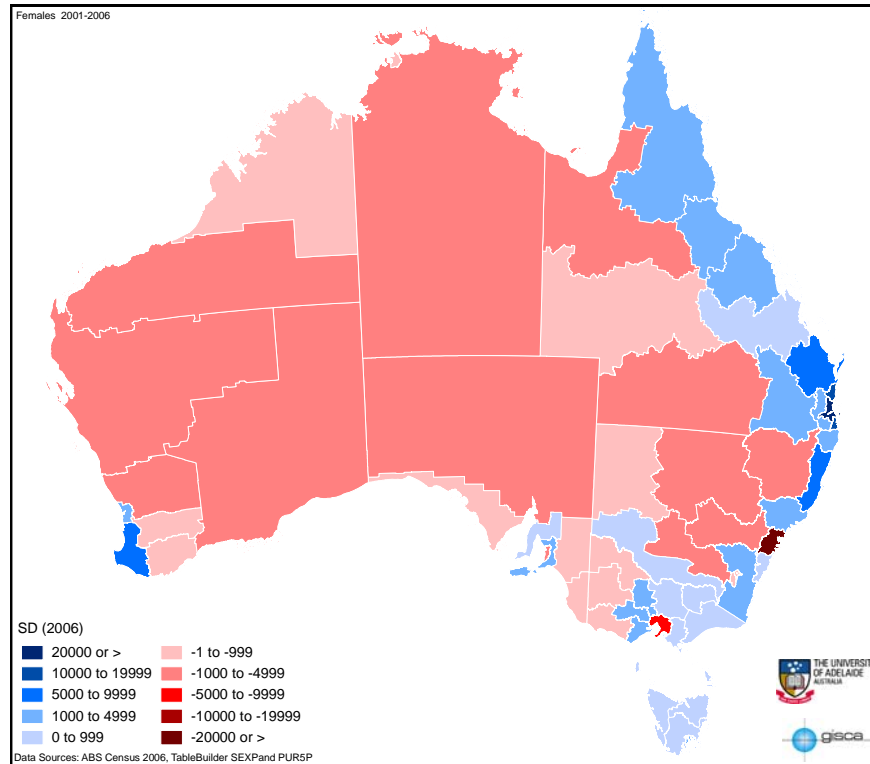 Females 2001-2006
SD (2006)
20000 or >
10000 to 19999
5000 to 9999
1000 to 4999
0 to 999
-1 to -999
-1000 to -4999
-5000 to -9999
-10000 to -19999
-20000 or >
THE UNIVERSITY
OF ADELAIDE
AUSTRALIA
gisca
Data Sources: ABS Census 2006, TableBuilder SEXPand PUR5P